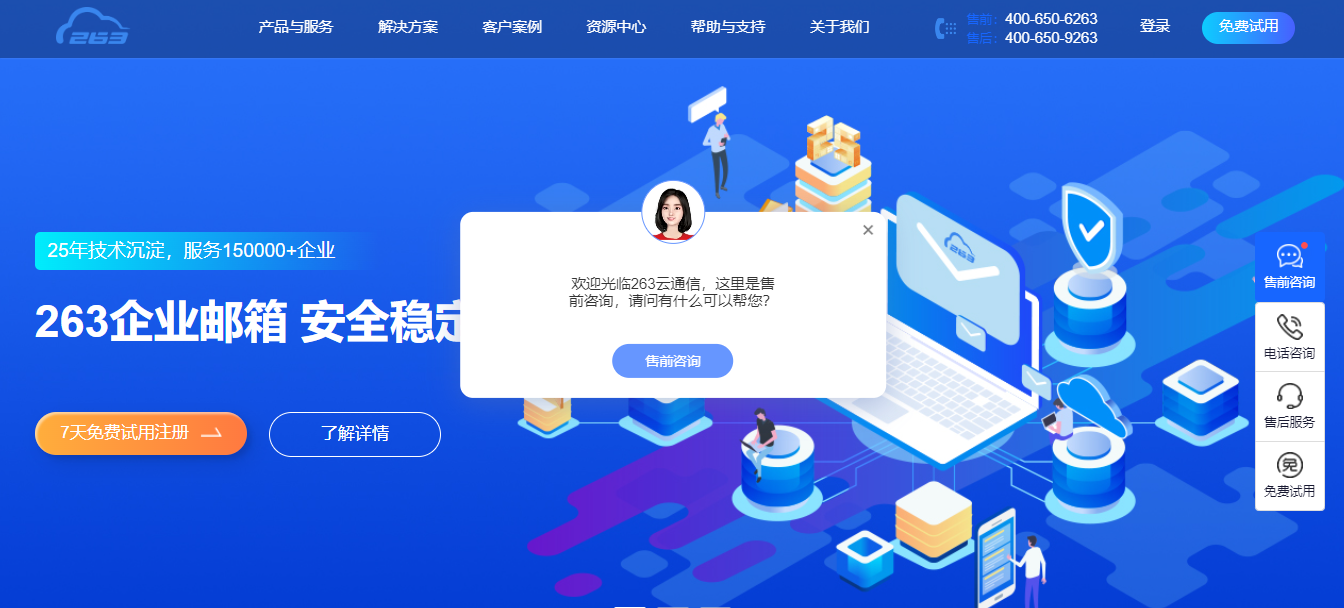 263
产品与服务
解决方案
客户案例
资源中心
帮助与支持
关于我们
售前: 400-650-6263
售后: 400-650-9263
登录
免费试用
25年技术沉淀，服务150000+企业
263企业邮箱 安全稳定
7天免费试用注册
了解详情
25
263
欢迎光临263云通信，这里是售
前咨询，请问有什么可以帮您?
售前咨询
售前咨询
电话咨询
售后服务
免
免费试用